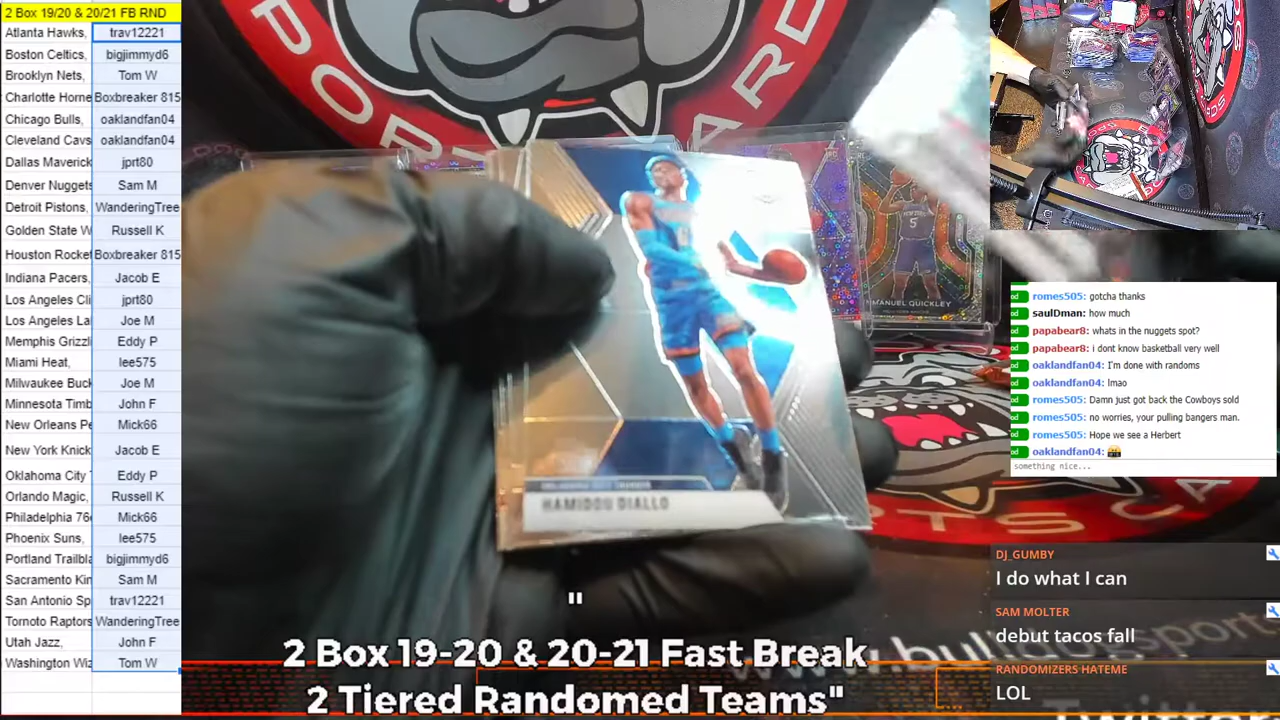 2 Box 19/20 & 20/21 FB RND
Atlanta Hawks, trav12221
Boston Celtics, bigjimmyd6
Brooklyn Nets, Tom W
Charlotte Horne Boxbreaker 815
Chicago Bulls, oaklandfan04
Cleveland Cavs oaklandfan04
Dallas Maverick jprt80
Denver Nuggets Sam M
Detroit Pistons, WanderingTree
Golden State W Russell K
Houston Rocket Boxbreaker 815
Indiana Pacers, Jacob E
Los Angeles Cli jprt80
Los Angeles La Joe M
Memphis Grizzl Eddy P
Miami Heat, lee575
Milwaukee Buck Joe M
Minnesota Timb John F
New Orleans Pe Mick66
New York Knick Jacob E
Oklahoma City Eddy P
Orlando Magic, Russell K
Philadelphia 76 Mick66
Phoenix Suns, lee575
Portland Trailbla bigjimmyd6
Sacramento Kin Sam M
San Antonio Sp trav12221
Tornoto Raptors WanderingTree
Utah Jazz, John F
Washington Wiz Tom W
HAMIDOU DIALLO
MANUEL QUICKLEY
"
2 Box 19-20 & 20-21 Fast Break
2 Tiered Randomed Teams"
romes505: gotcha thanks
saulDman: how much
papabear8: whats in the nuggets spot?
papabear8: i dont know basketball very well
oaklandfan04: I'm done with randoms
oaklandfan04: lmao
romes505: Damn just got back the Cowboys sold
romes505: no worries, your pulling bangers man.
romes505: Hope we see a Herbert
oaklandfan04: 🤬
something nice...
DJ_GUMBY
I do what I can
SAM MOLTER
debut tacos fall
RANDOMIZERS HATEME
LOL
www.bulldogsport
Twitter